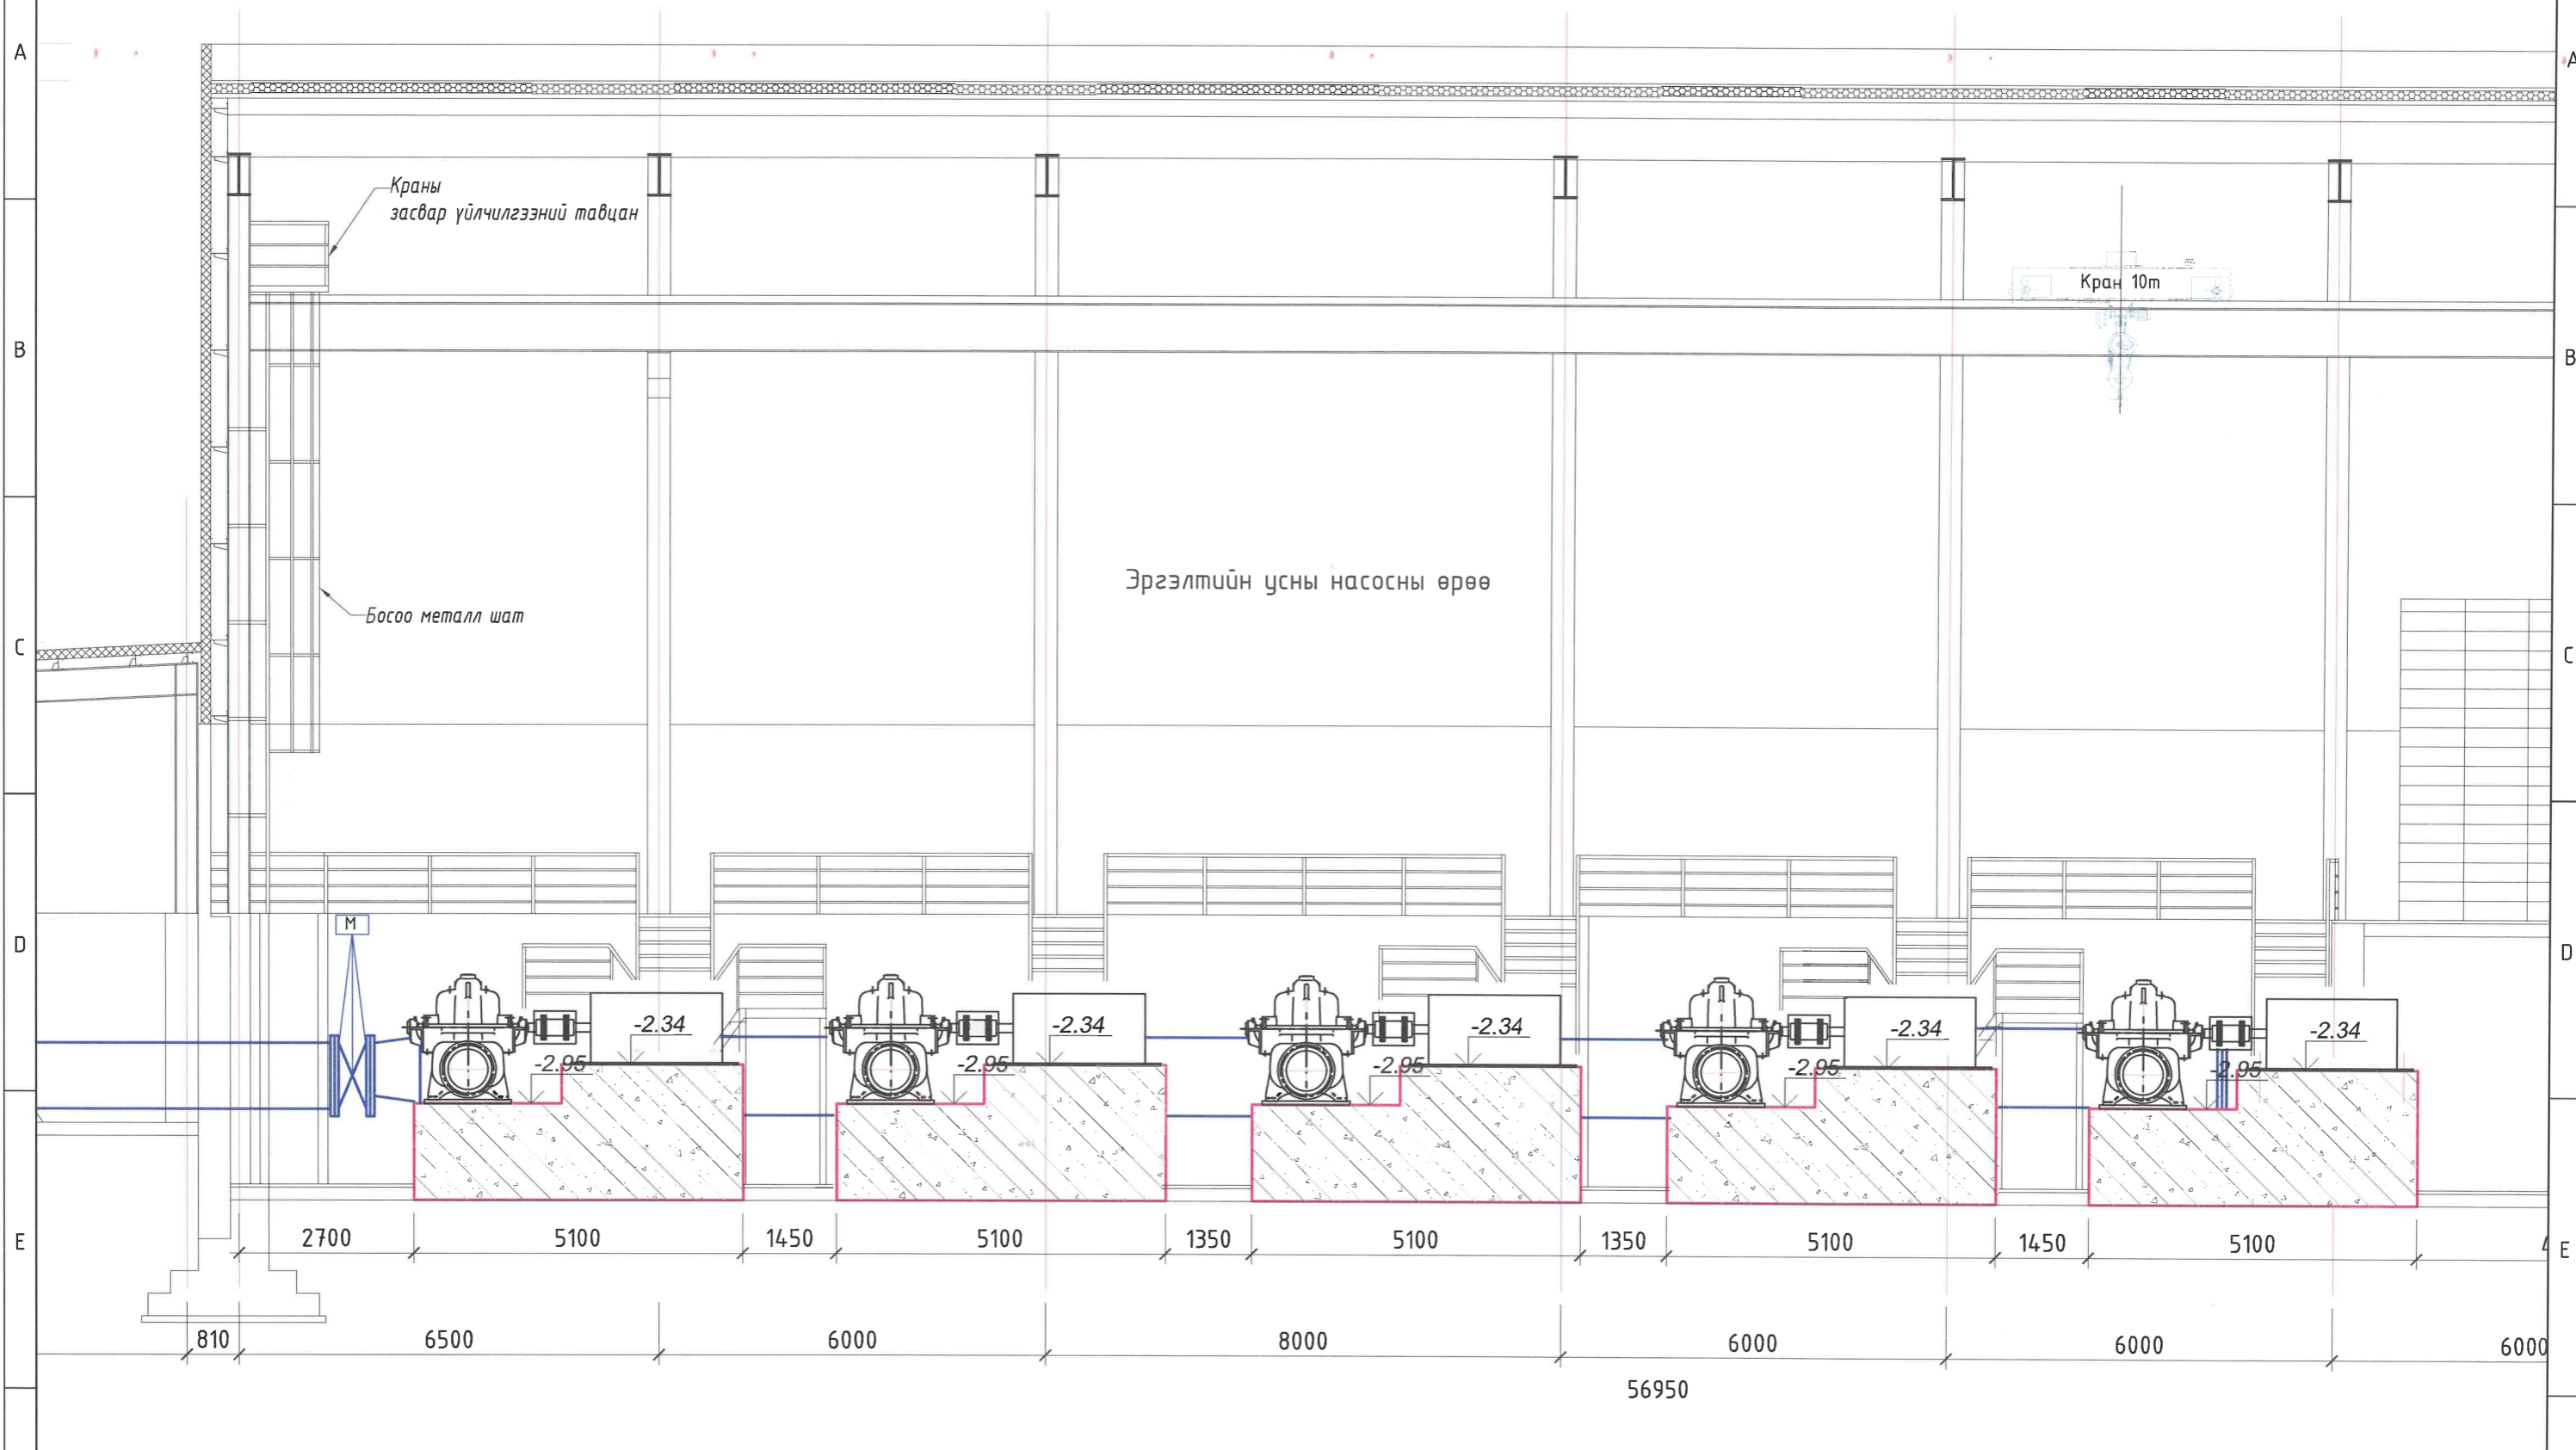 A
A
Краны
засвар үйлчилгээний тавцан
Кран 10т
B
B
Эргэлтийн усны насосны өрөө
Босоо металл шат
C
C
M
D
D
-2.34
-2.34
-2.34
-2.34
-2.34
-2.95
-2.95
-2.95
-2.95
-2.95
E
2700
5100
1450
5100
1350
5100
1350
5100
1450
5100
E
810
6500
6000
8000
6000
6000
6000
56950